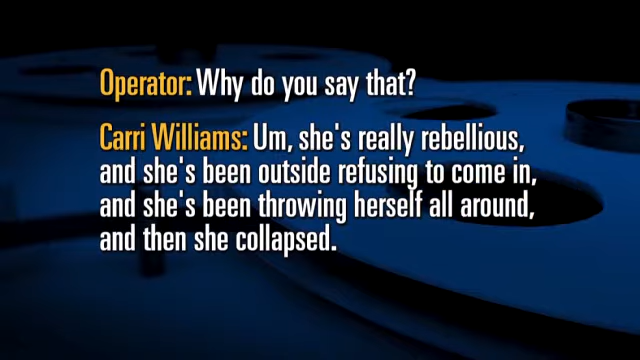 Operator: Why do you say that?
Carri Williams: Um, she's really rebellious,
and she's been outside refusing to come in,
and she's been throwing herself all around,
and then she collapsed.